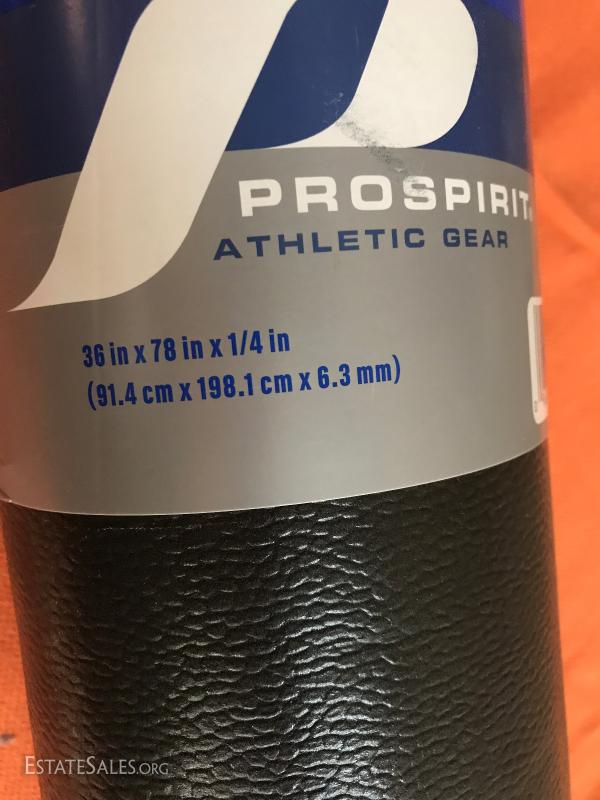 PROSPIRIT
ATHLETIC GEAR
36 in x 78 in x 1/4 in
(91.4 cm x 198.1 cm x 6.3 mm)
ESTATESALES.ORG